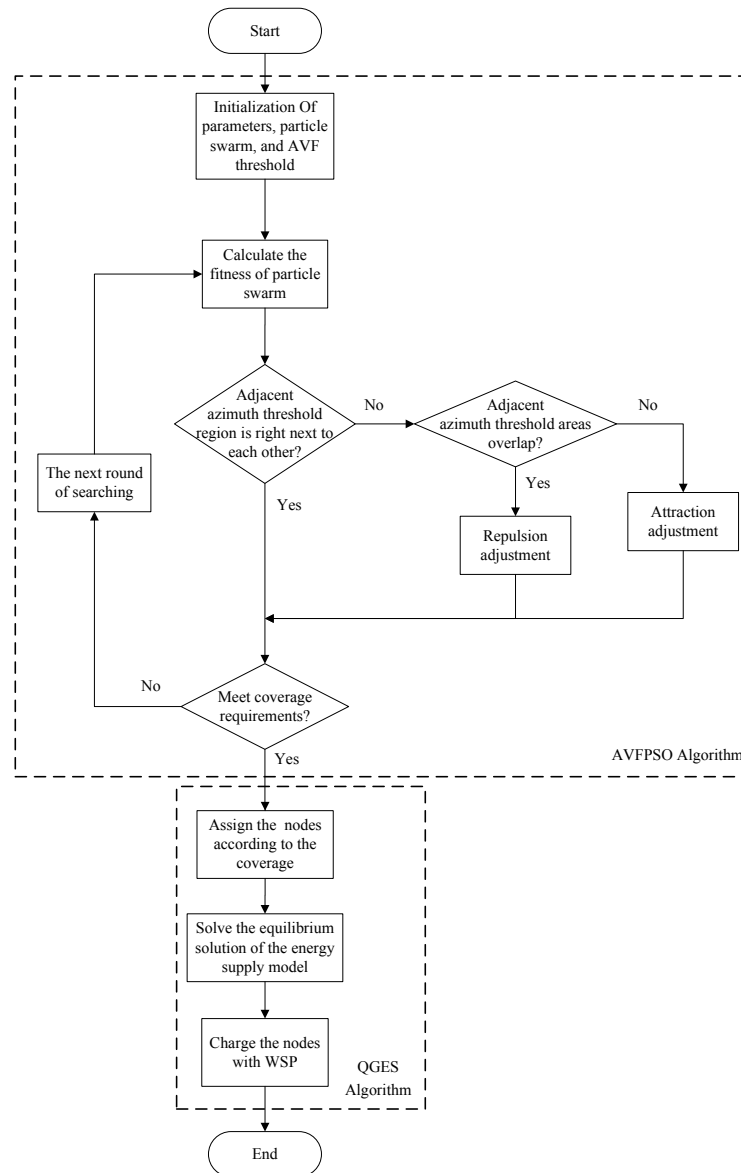 Start
Initialization Of
parameters, particle
swarm, and AVF
threshold
Calculate the
fitness of particle
swarm
Adjacent
azimuth threshold
region is right next to
each other?
No
Adjacent
azimuth threshold areas
overlap?
No
The next round
of searching
Yes
Yes
Repulsion
adjustment
Attraction
adjustment
No
Meet coverage
requirements?
Yes
AVFPSO Algorithm
Assign the nodes
according to the
coverage
Solve the equilibrium
solution of the energy
supply model
Charge the nodes
with WSP
QGES
Algorithm
End